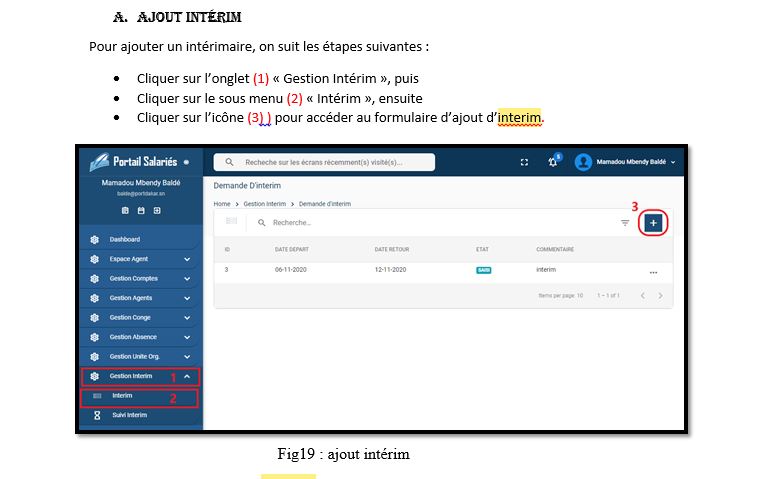 A. AJOUT INTÉRIM
Pour ajouter un intérimaire, on suit les étapes suivantes :
• Cliquer sur l'onglet (1) « Gestion Intérim », puis
• Cliquer sur le sous menu (2) « Intérim », ensuite
• Cliquer sur l'icône (3) ) pour accéder au formulaire d'ajout d'interim.
Portail Salariés
Recheche sur les écrans récemment(s) visité(s)...
5
Mamadou Mbendy Baldé
Mamadou Mbendy Baldé
balde@portdakar.sn
Dashboard
Espace Agent
Gestion Comptes
Gestion Agents
Gestion Conge
Gestion Absence
Gestion Unite Org.
Gestion Interim 1
Interim 2
Suivi Interim
Demande D'interim
Home > Gestion Interim > Demande d'interim
3
Recherche...
+
ID DATE DEPART DATE RETOUR ETAT COMMENTAIRE
3 06-11-2020 12-11-2020 SAISI interim
Items per page: 10 1 – 1 of 1
Fig19 : ajout intérim